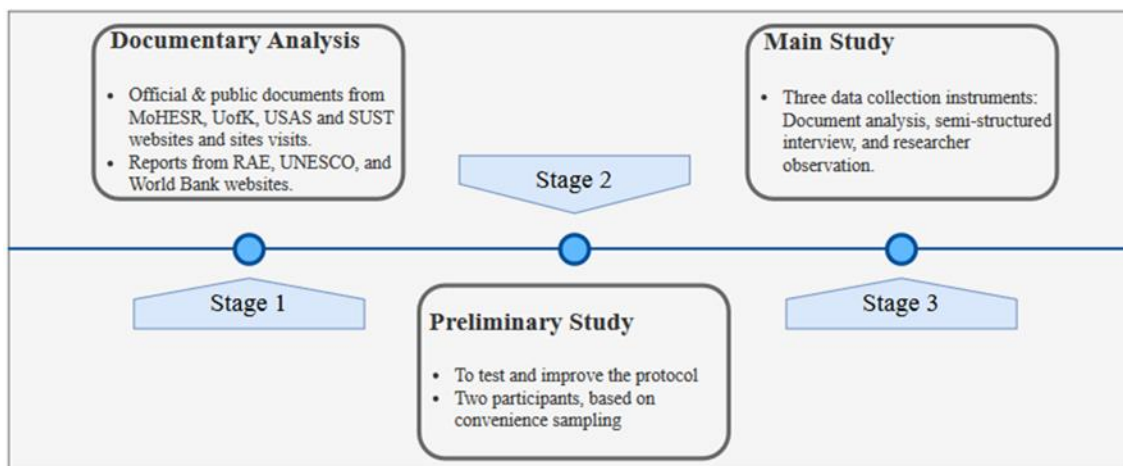 Documentary Analysis
• Official & public documents from
MoHESR, UofK, USAS and SUST
websites and sites visits.
• Reports from RAE, UNESCO, and
World Bank websites.
Stage 1
Stage 2
Preliminary Study
• To test and improve the protocol
• Two participants, based on
convenience sampling
Main Study
• Three data collection instruments:
Document analysis, semi-structured
interview, and researcher
observation.
Stage 3